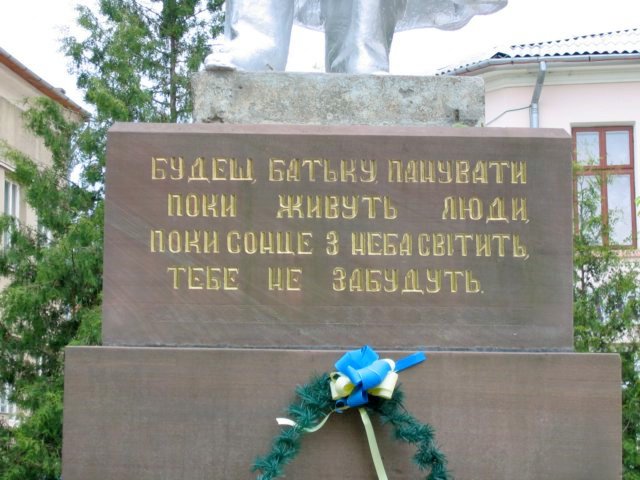 БУДЕШ, БАТЬКУ, ПАНУВАТИ
ПОКИ ЖИВУТЬ ЛЮДИ,
ПОКИ СОНЦЕ З НЕБА СВІТИТЬ,
ТЕБЕ НЕ ЗАБУДУТЬ.